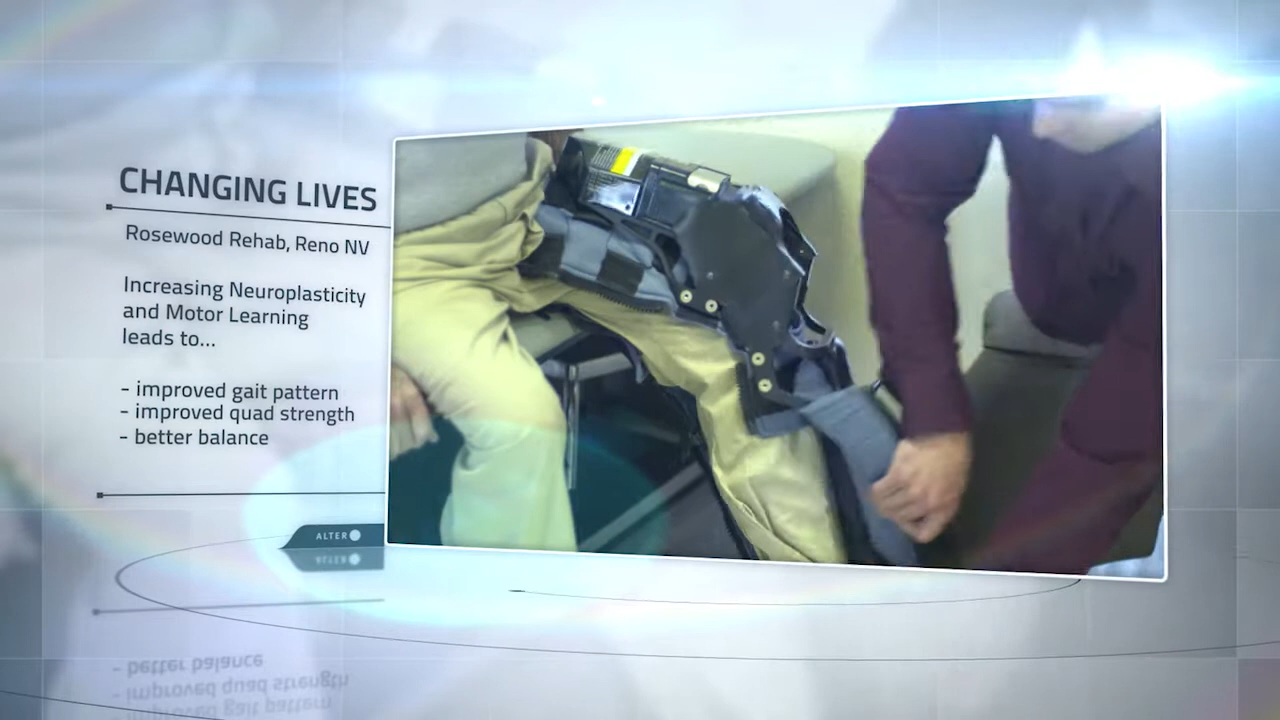 CHANGING LIVES
Rosewood Rehab, Reno NV
Increasing Neuroplasticity
and Motor Learning
leads to...
- improved gait pattern
- improved quad strength
- better balance
ALTER